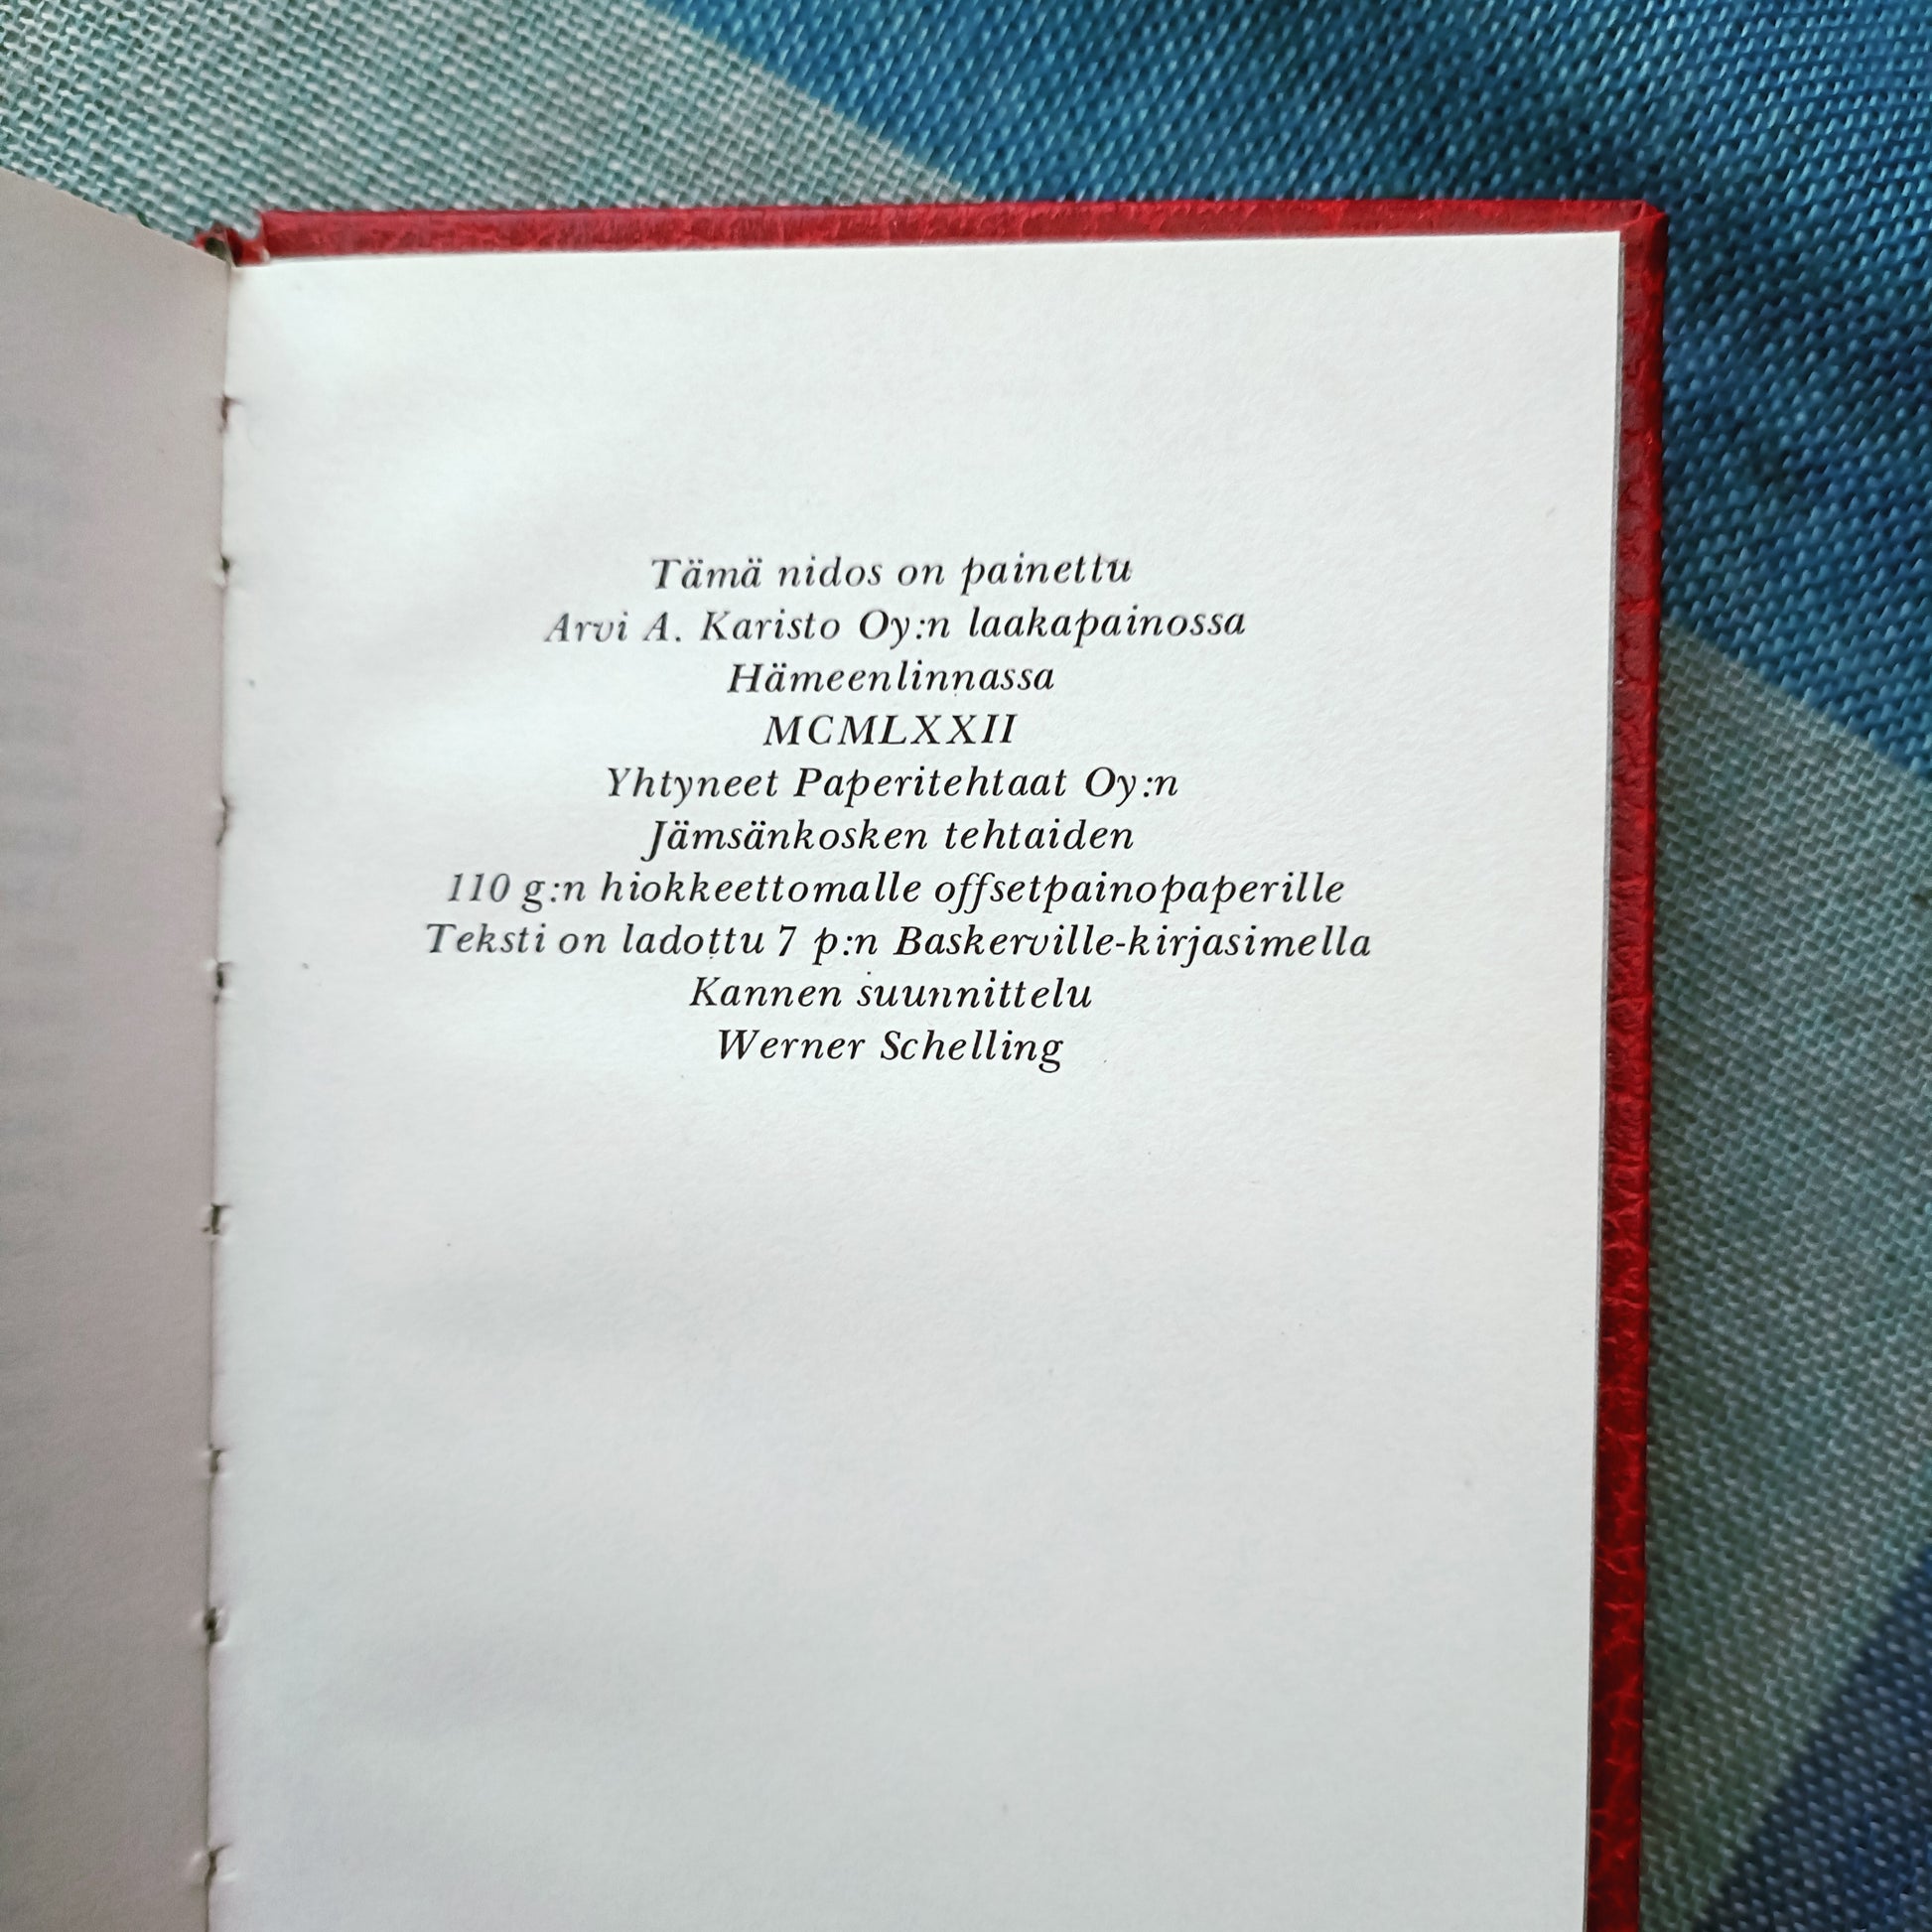 Tämä nidos on painettu
Arvi A. Karisto Oy:n laakapainossa
Hämeenlinnassa
MCMLXXII
Yhtyneet Paperitehtaat Oy:n
Jämsänkosken tehtaiden
110 g:n hiokkeettomalle offsetpainopaperille
Teksti on ladottu 7 p:n Baskerville-kirjasimella
Kannen suunnittelu
Werner Schelling